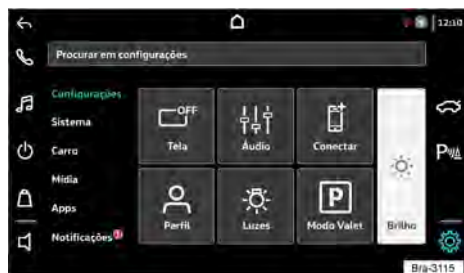 12:10
Procurar em configurações
Configurações
Sistema
Carro
Mídia
Apps
Notificações
OFF
Tela
Áudio
Conectar
Perfil
Luzes
P
Modo Valet
Brilho
P
Bra-3115